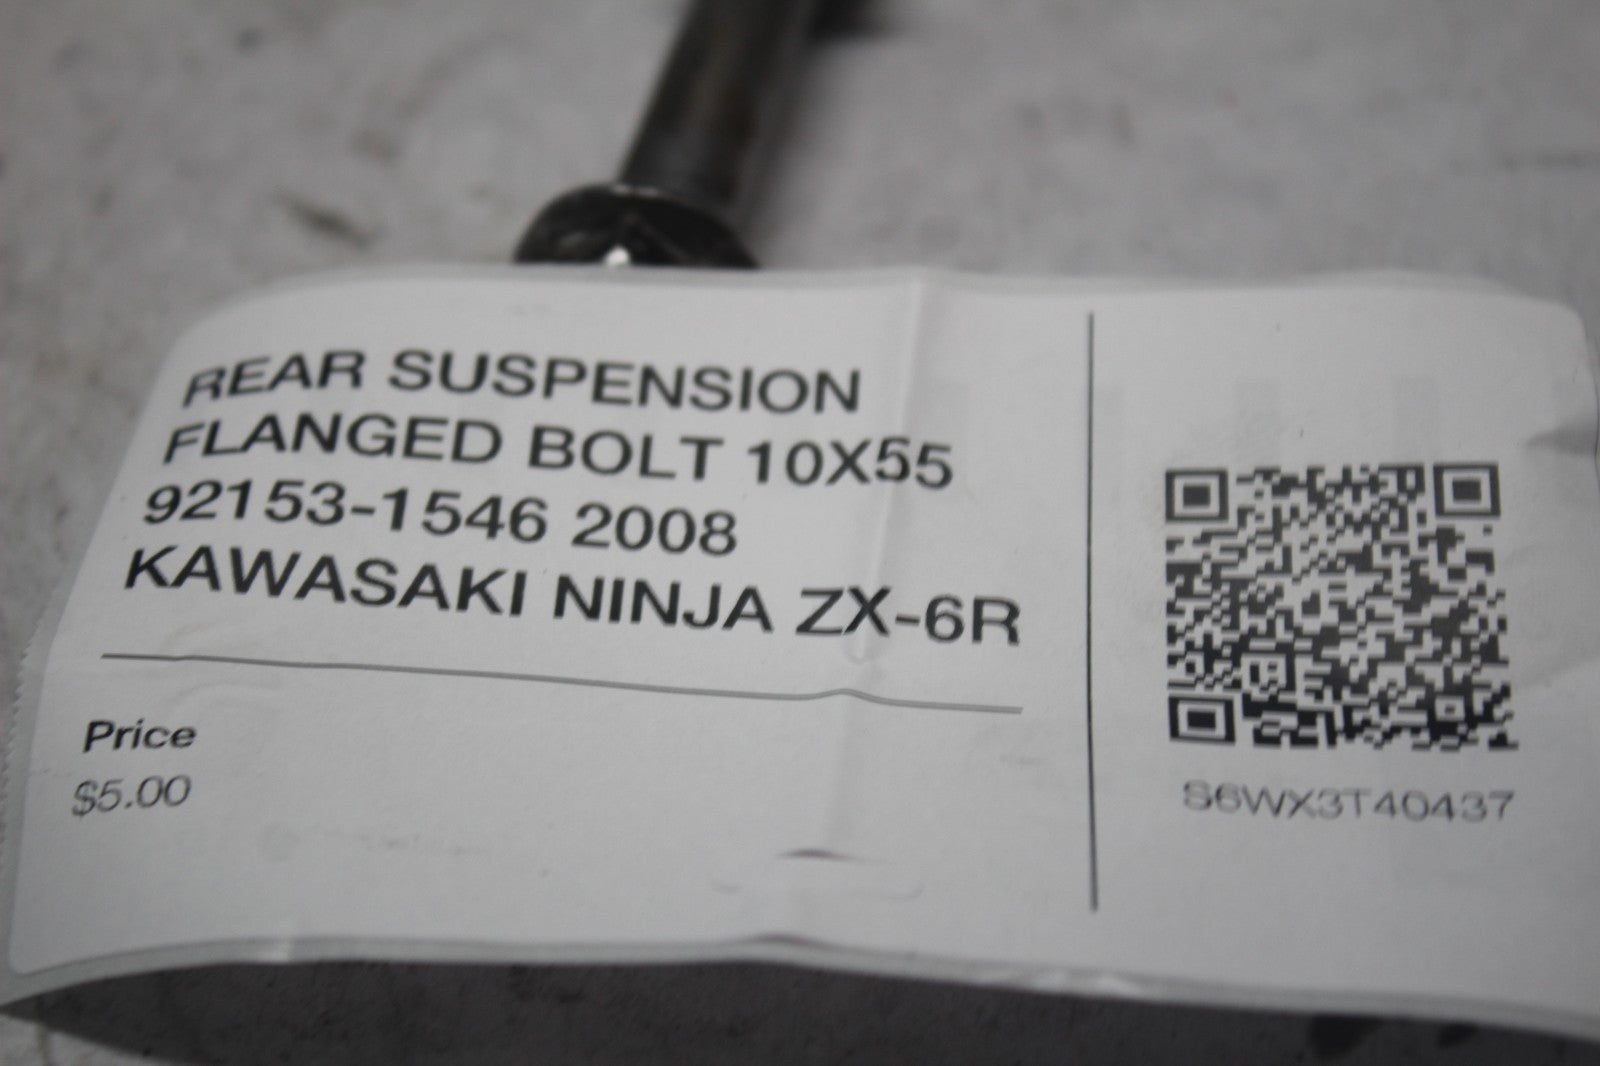 REAR SUSPENSION
FLANGED BOLT 10X55
92153-1546 2008
KAWASAKI NINJA ZX-6R
Price
$5.00
S6WX3T40437